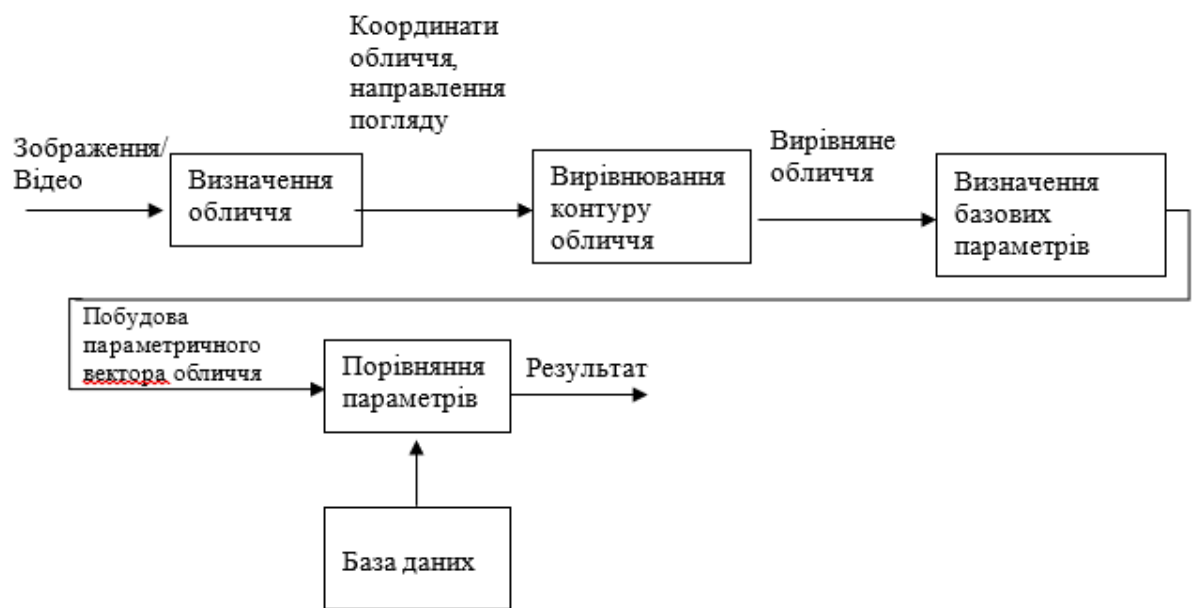 Зображення/
Відео
Визначення
обличчя
Координати
обличчя,
направлення
погляду
Вирівнювання
контуру
обличчя
Вирівняне
обличчя
Визначення
базових
параметрів
Побудова
параметричного
вектора обличчя
Порівняння
параметрів
Результат
База даних